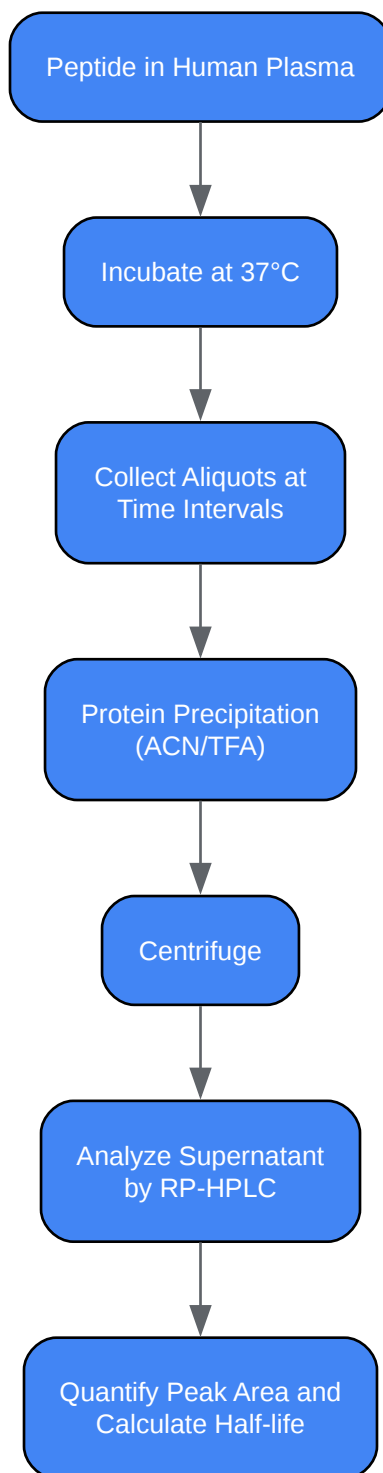 Peptide in Human Plasma
Incubate at 37°C
Collect Aliquots at
Time Intervals
Protein Precipitation
(ACN/TFA)
Centrifuge
Analyze Supernatant
by RP-HPLC
Quantify Peak Area and
Calculate Half-life